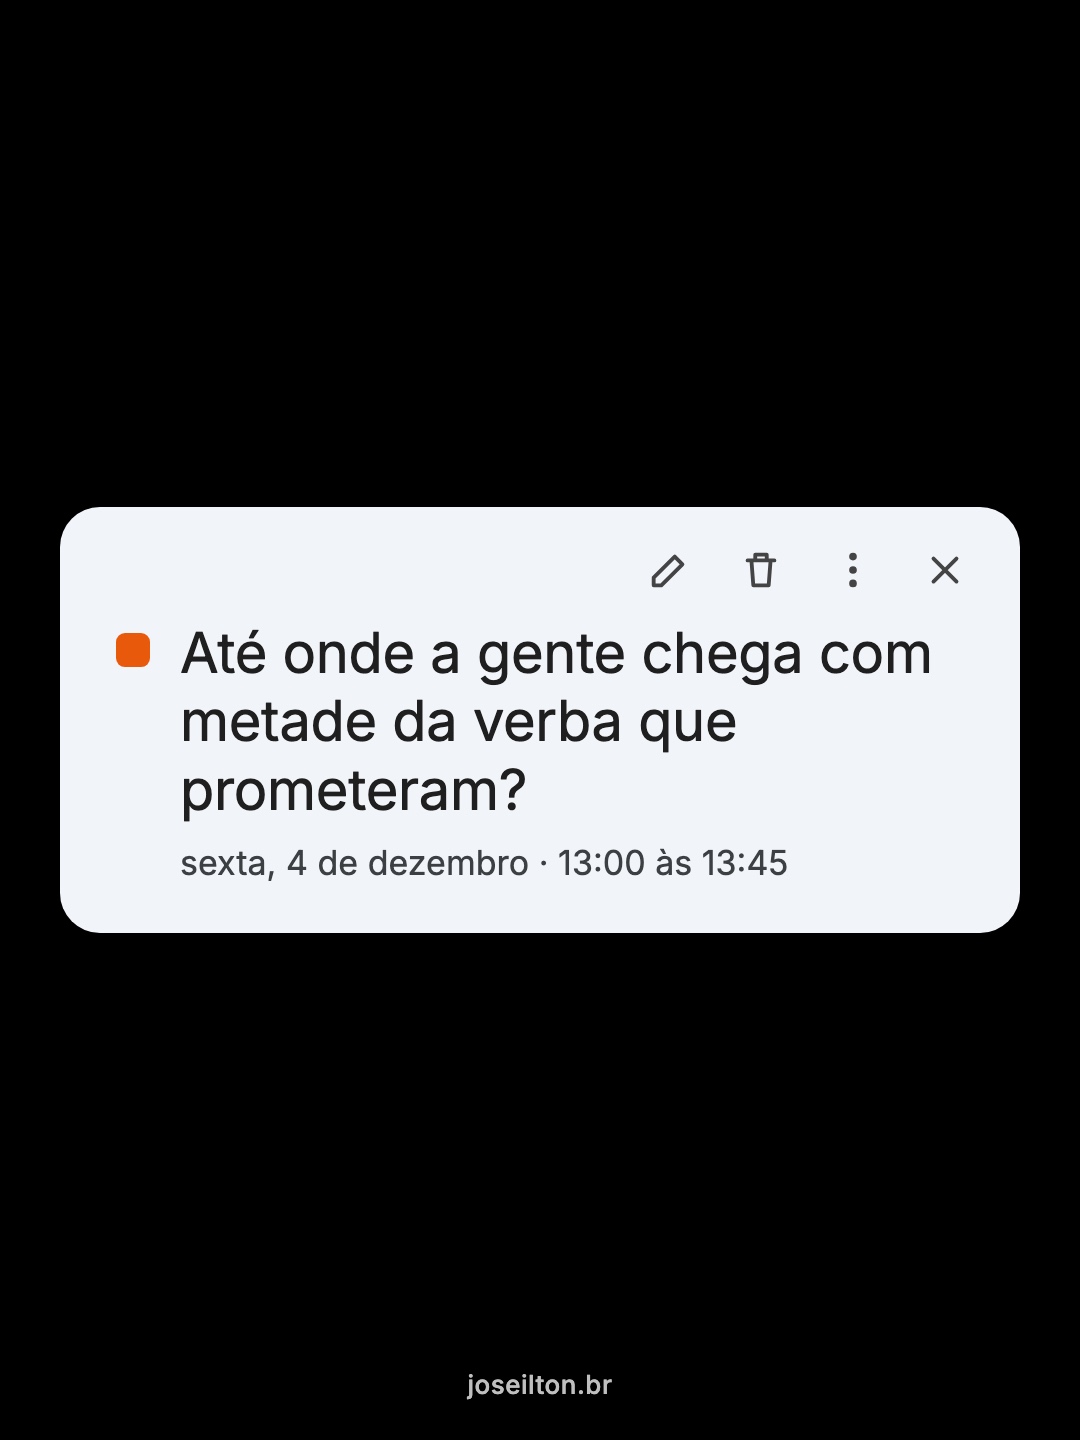 Até onde a gente chega com
metade da verba que
prometeram?
sexta, 4 de dezembro · 13:00 às 13:45
joseilton.br